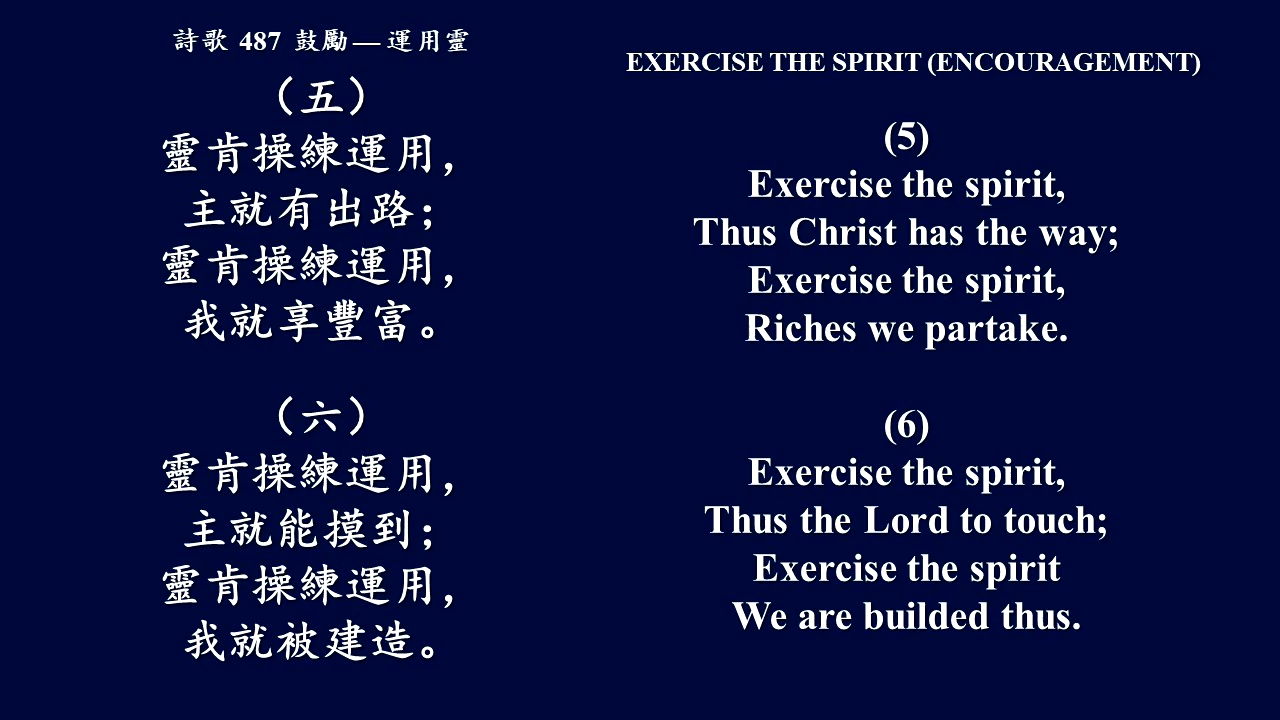 詩歌 487 鼓勵—運用靈
（五）
靈肯操練運用，
主就有出路；
靈肯操練運用，
我就享豐富。
（六）
靈肯操練運用，
主就能摸到；
靈肯操練運用，
我就被建造。
EXERCISE THE SPIRIT (ENCOURAGEMENT)
(5)
Exercise the spirit,
Thus Christ has the way;
Exercise the spirit,
Riches we partake.
(6)
Exercise the spirit,
Thus the Lord to touch;
Exercise the spirit
We are builded thus.